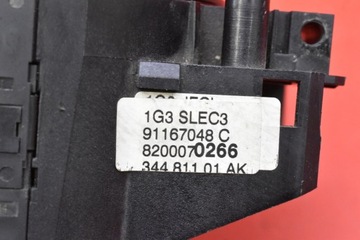 1G3 SLEC3
91167048 C
8200070266
344 811 01 AK